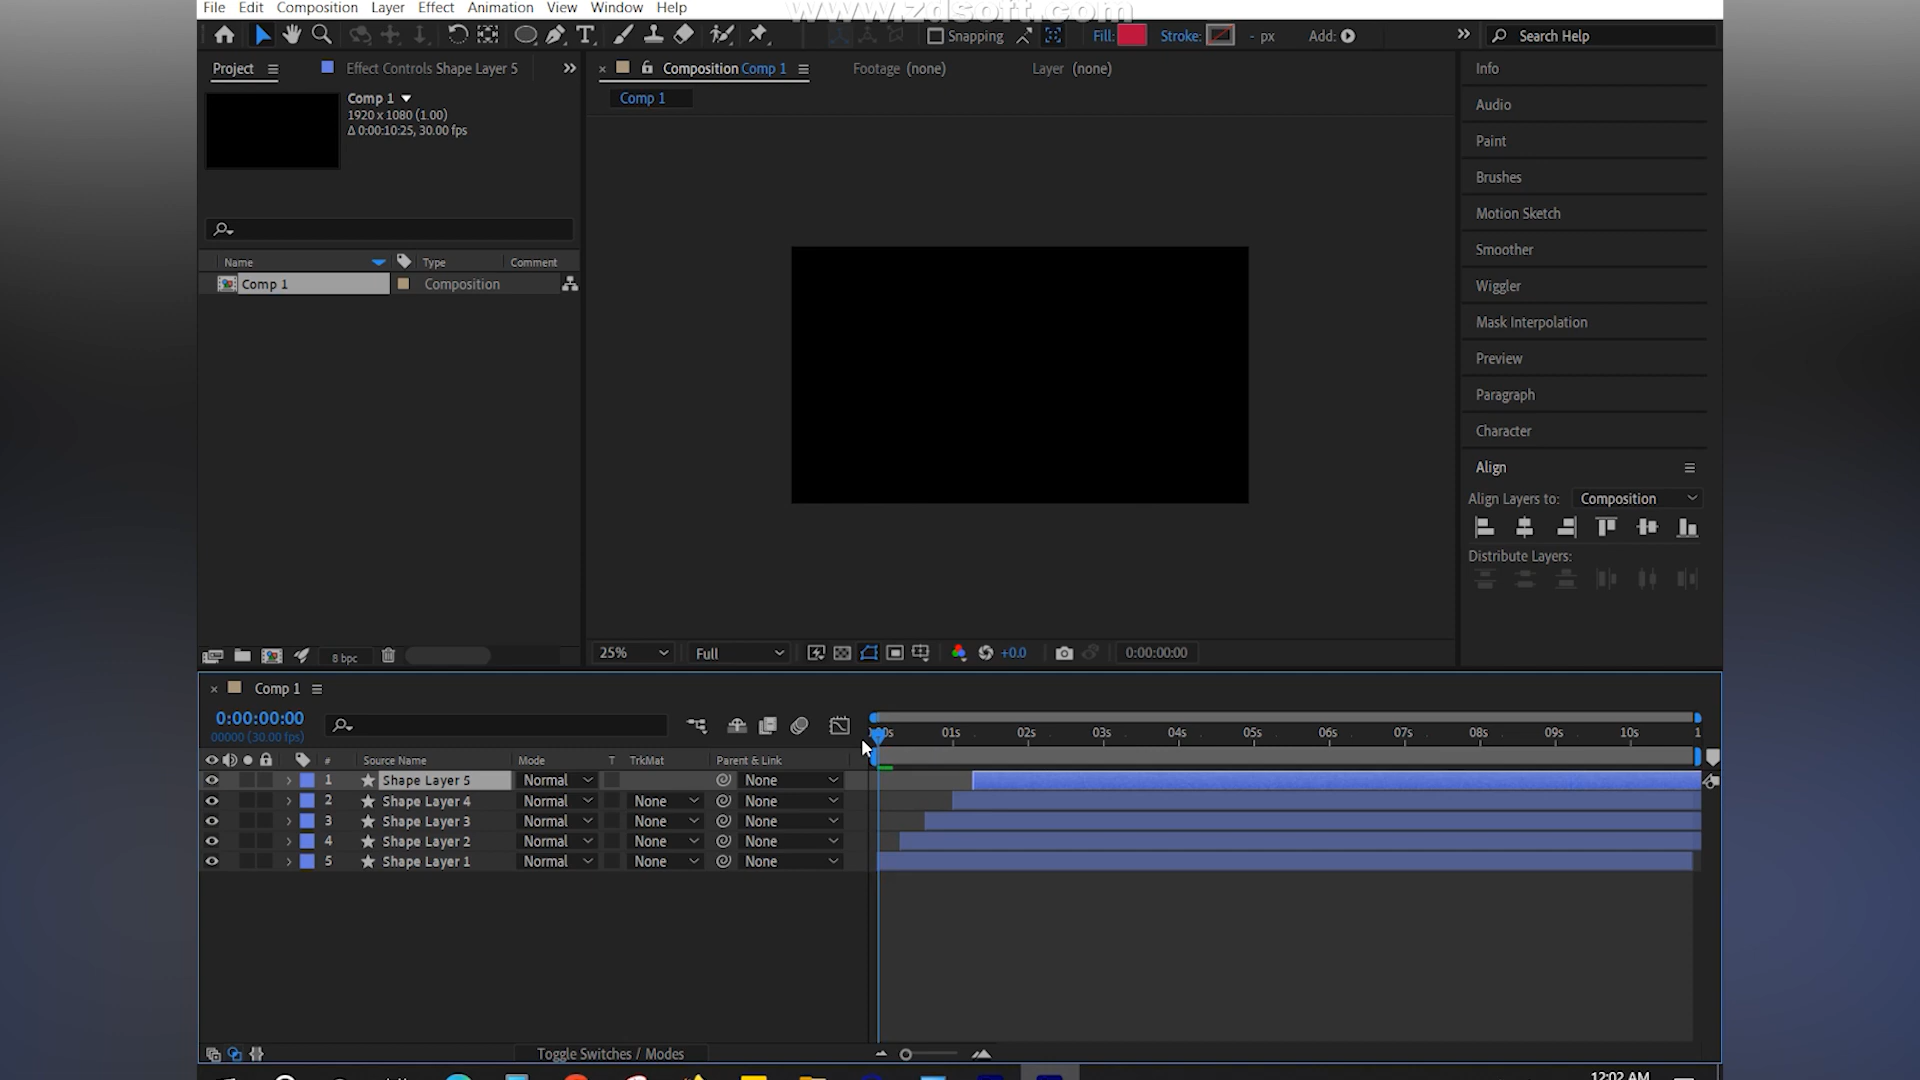 www.zdsoft.com
File Edit Composition Layer Effect Animation View Window Help
Snapping Fill: Stroke: - px Add: Search Help
Project Effect Controls Shape Layer 5
Composition Comp 1 Footage (none) Layer (none)
Comp 1
Comp 1
1920 x 1080 (1.00)
Δ 0:00:10:25, 30.00 fps
Name Type Comment
Comp 1 Composition
8 bpc
25% Full +0.0 0:00:00:00
Info
Audio
Paint
Brushes
Motion Sketch
Smoother
Wiggler
Mask Interpolation
Preview
Paragraph
Character
Align
Align Layers to: Composition
Distribute Layers:
Comp 1
0:00:00:00
00000 (30.00 fps)
01s 02s 03s 04s 05s 06s 07s 08s 09s 10s 1
# Source Name Mode T TrkMat Parent & Link
1 Shape Layer 5 Normal None
2 Shape Layer 4 Normal None None
3 Shape Layer 3 Normal None None
4 Shape Layer 2 Normal None None
5 Shape Layer 1 Normal None None
Toggle Switches / Modes
12:02 AM